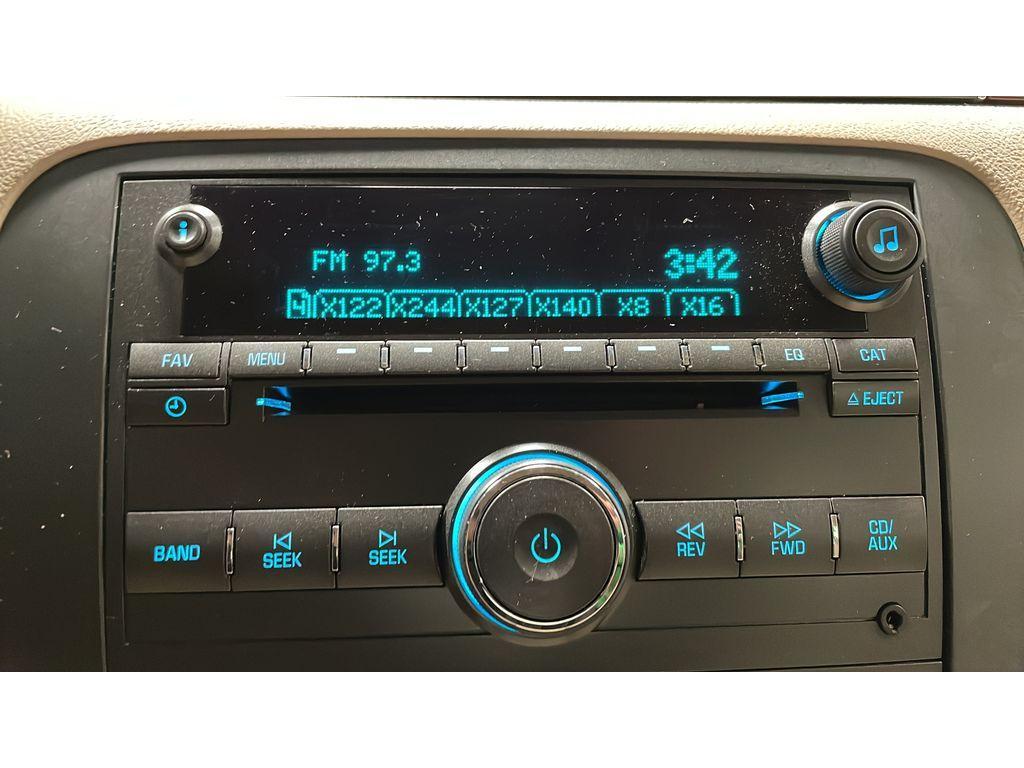 i
FM 97.3 3:42
4 X122 X244 X127 X140 X8 X16
FAV MENU EQ CAT
EJECT
BAND SEEK SEEK REV FWD CD/
AUX